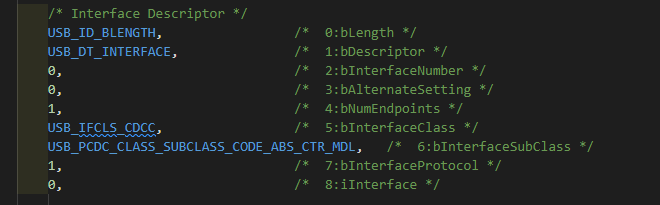 /* Interface Descriptor */
USB_ID_BLENGTH, /* 0:bLength */
USB_DT_INTERFACE, /* 1:bDescriptor */
0, /* 2:bInterfaceNumber */
0, /* 3:bAlternateSetting */
1, /* 4:bNumEndpoints */
USB_IFCLS_CDCC, /* 5:bInterfaceClass */
USB_PCDC_CLASS_SUBCLASS_CODE_ABS_CTR_MDL, /* 6:bInterfaceSubClass */
1, /* 7:bInterfaceProtocol */
0, /* 8:iInterface */